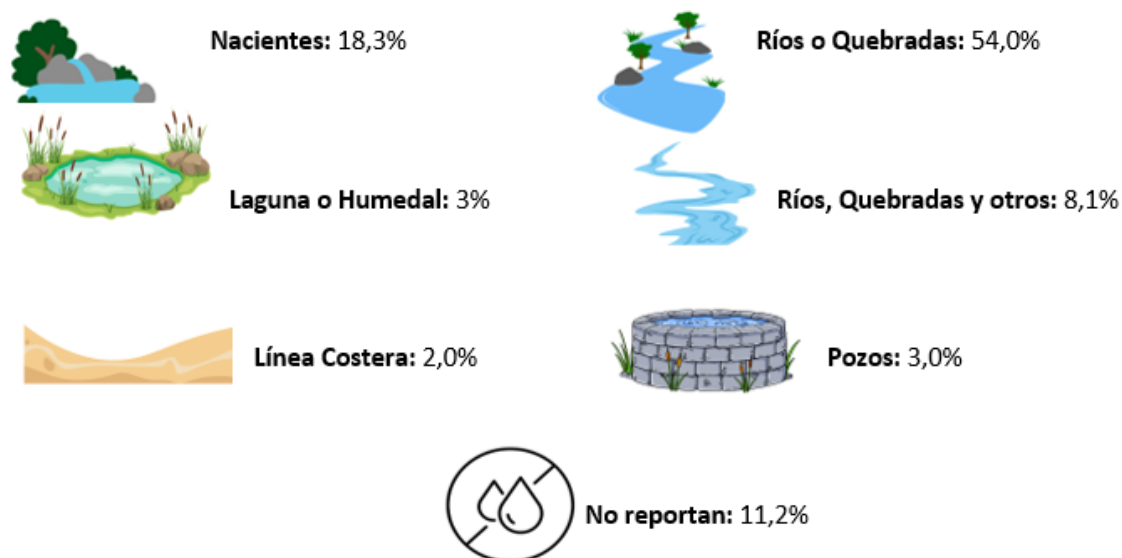 Nacientes: 18,3%
Ríos o Quebradas: 54,0%
Laguna o Humedal: 3%
Ríos, Quebradas y otros: 8,1%
Línea Costera: 2,0%
Pozos: 3,0%
No reportan: 11,2%